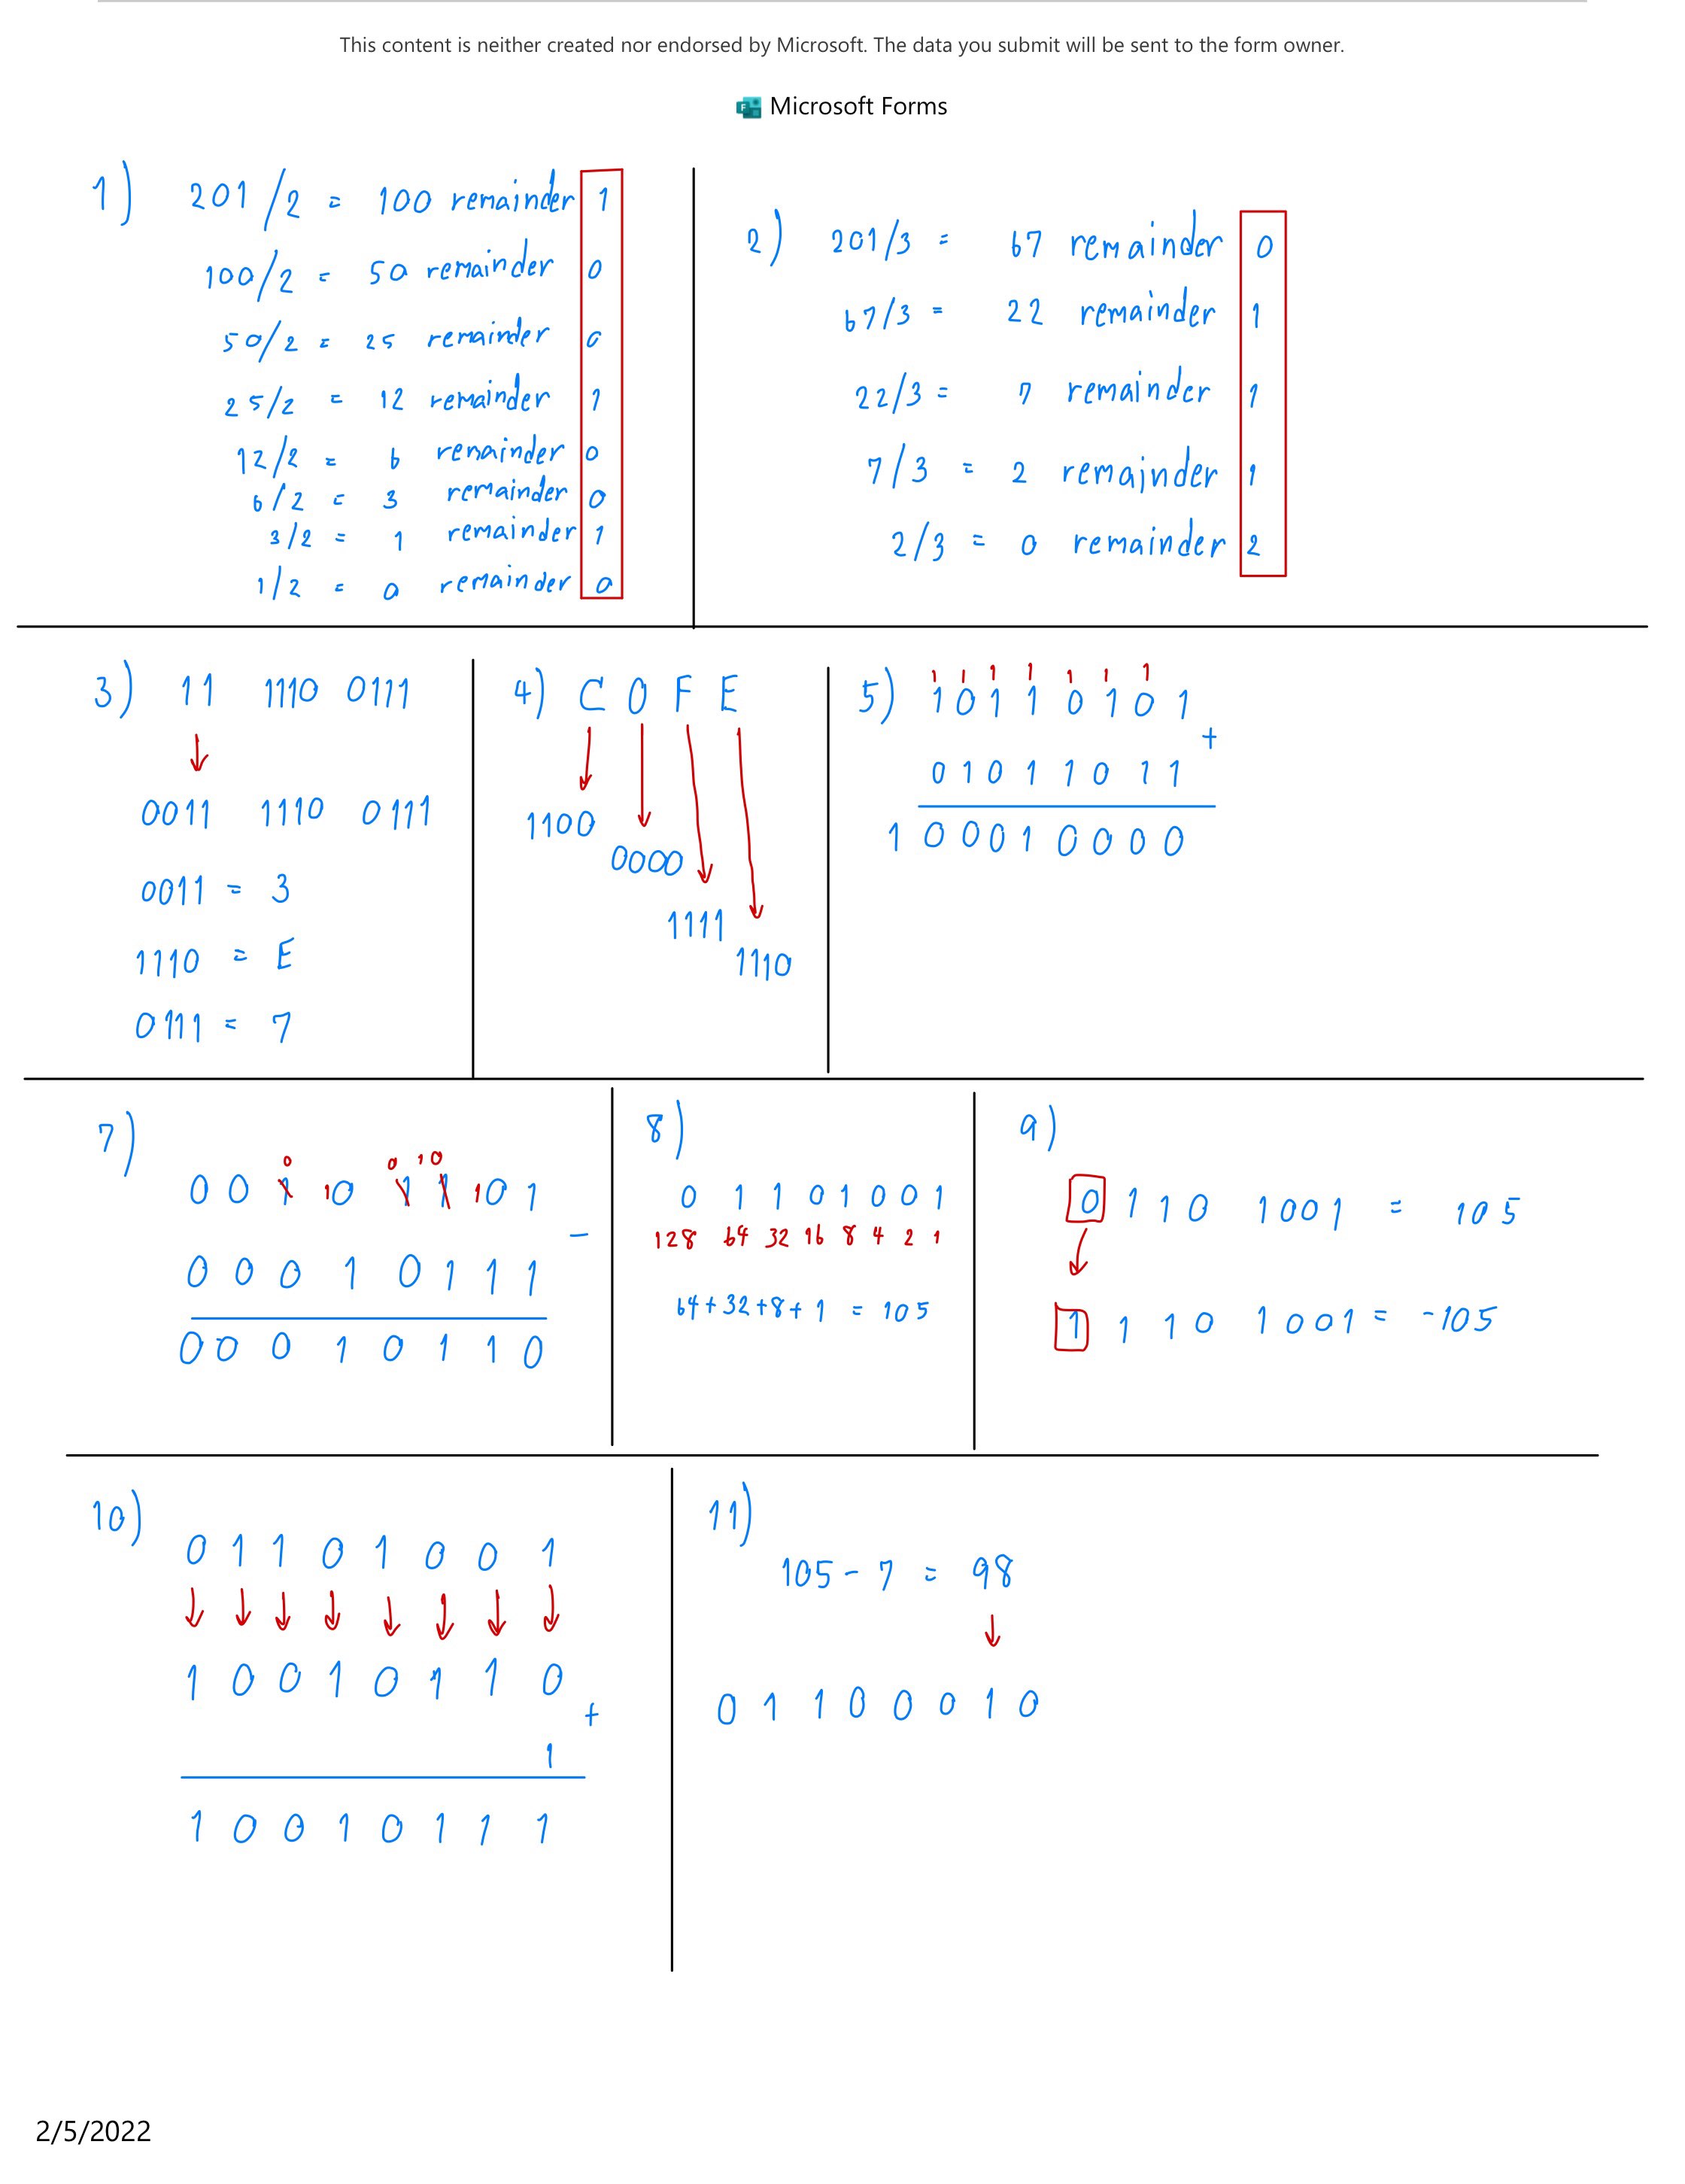 This content is neither created nor endorsed by Microsoft. The data you submit will be sent to the form owner.
Microsoft Forms
1) 201/2 = 100 remainder 1
100/2 = 50 remainder 0
50/2 = 25 remainder 0
25/2 = 12 remainder 1
12/2 = 6 remainder 0
6/2 = 3 remainder 0
3/2 = 1 remainder 1
1/2 = 0 remainder 0
2) 201/3 = 67 remainder 0
67/3 = 22 remainder 1
22/3 = 7 remainder 1
7/3 = 2 remainder 1
2/3 = 0 remainder 2
3) 11 1110 0111
0011 1110 0111
0011 = 3
1110 = E
0111 = 7
4) C 0 F E
1100
0000
1111
1110
5)
1 1 1 1 1 1 1
1 0 1 1 0 1 0 1
+
0 1 0 1 1 0 1 1
1 0 0 0 1 0 0 0 0
7)
0 0 10
0 0 1 10 1 1 10 1
-
0 0 0 1 0 1 1 1
0 0 0 1 0 1 1 0
8)
0 1 1 0 1 0 0 1
128 64 32 16 8 4 2 1
64+32+8+1 = 105
9)
0 1 1 0 1 0 0 1 = 105
1 1 1 0 1 0 0 1 = -105
10)
0 1 1 0 1 0 0 1
1 0 0 1 0 1 1 0
+
1
1 0 0 1 0 1 1 1
11)
105 - 7 = 98
0 1 1 0 0 0 1 0
2/5/2022